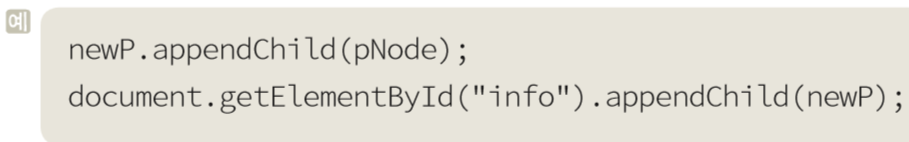 예
newP.appendChild(pNode);
document.getElementById("info").appendChild(newP);